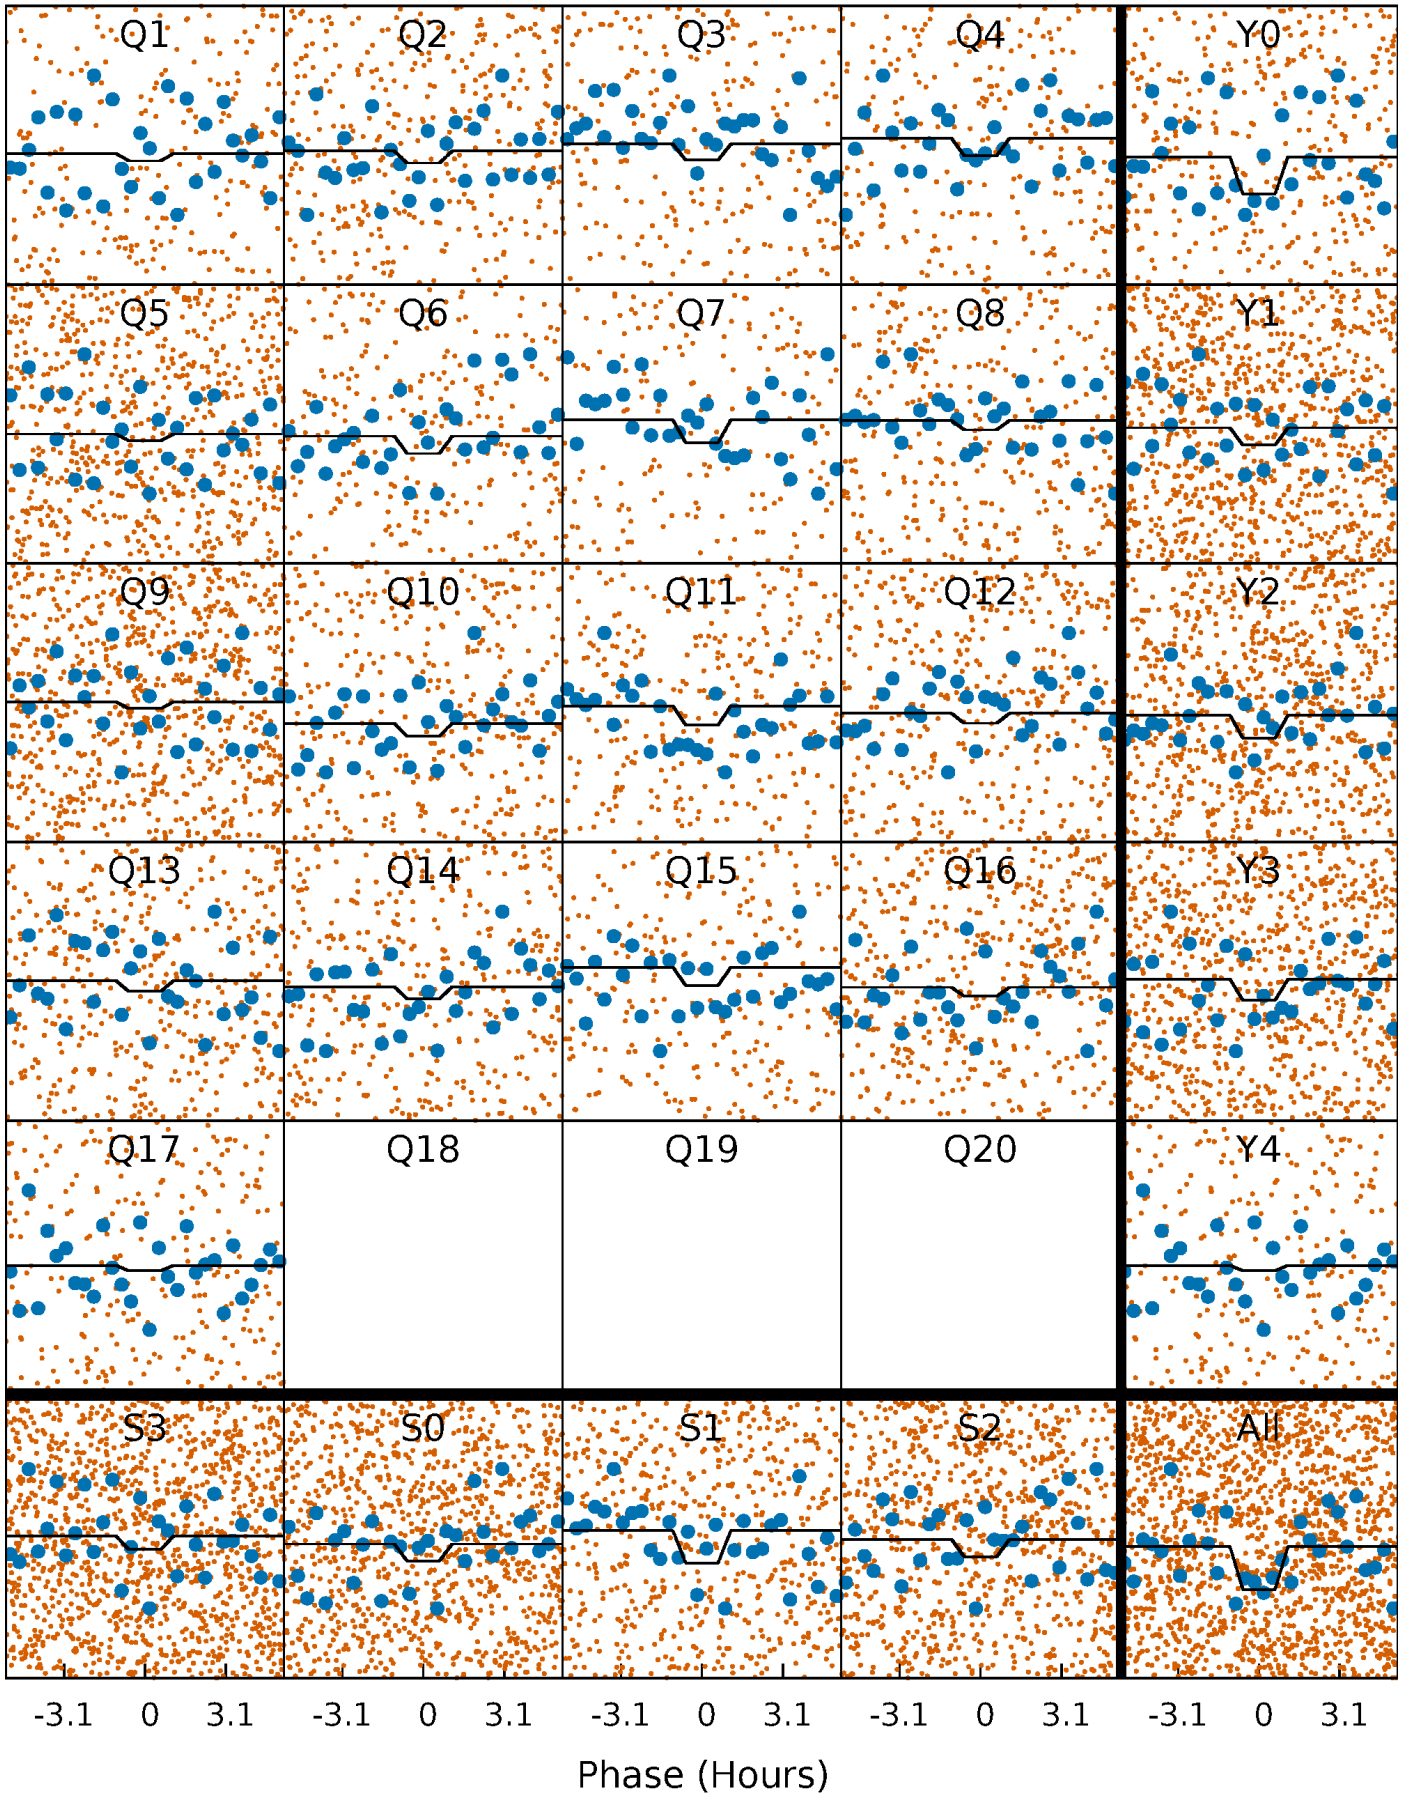 Q1 Q2 Q3 Q4 Y0
Q5 Q6 Q7 Q8 Y1
Q9 Q10 Q11 Q12 Y2
Q13 Q14 Q15 Q16 Y3
Q17 Q18 Q19 Q20 Y4
S3 S0 S1 S2 All
-3.1 0 3.1 -3.1 0 3.1 -3.1 0 3.1 -3.1 0 3.1 -3.1 0 3.1
Phase (Hours)